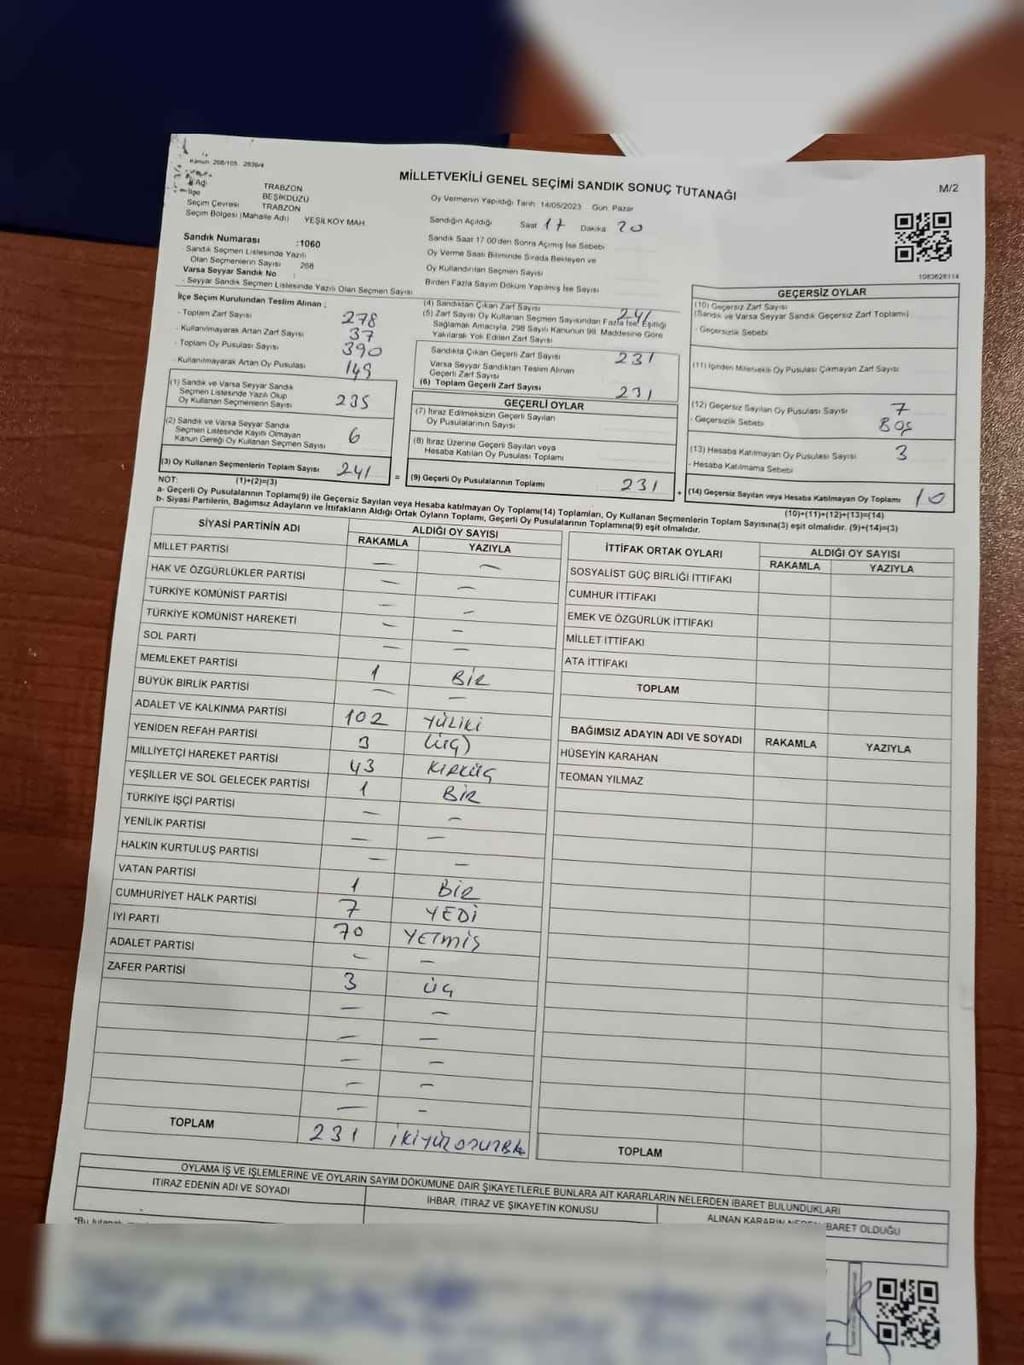 Kanun: 298/105 2839/4
MİLLETVEKİLİ GENEL SEÇİMİ SANDIK SONUÇ TUTANAĞI
M/2
İli Adı TRABZON
İlçe BEŞİKDÜZÜ
Seçim Çevresi TRABZON
Seçim Bölgesi (Mahalle Adı) YEŞİLKÖY MAH.
Oy Vermenin Yapıldığı Tarih: 14/05/2023 Gün: Pazar
Sandığın Açıldığı Saat 17 Dakika 20
Sandık Saat 17:00'den Sonra Açılmış İse Sebebi
Oy Verme Saati Bitiminde Sırada Bekleyen ve
Oy Kullandırılan Seçmen Sayısı
Birden Fazla Sayım Döküm Yapılmış İse Sayısı
1083628114
Sandık Numarası :1060
Sandık Seçmen Listesinde Yazılı
Olan Seçmenlerin Sayısı 268
Varsa Seyyar Sandık No :
- Seyyar Sandık Seçmen Listesinde Yazılı Olan Seçmen Sayısı
İlçe Seçim Kurulundan Teslim Alınan :
- Toplam Zarf Sayısı 278
- Kullanılmayarak Artan Zarf Sayısı 37
- Toplam Oy Pusulası Sayısı 390
- Kullanılmayarak Artan Oy Pusulası 149
(1) Sandık ve Varsa Seyyar Sandık
Seçmen Listesinde Yazılı Olup
Oy Kullanan Seçmenlerin Sayısı 235
(2) Sandık ve Varsa Seyyar Sandık
Seçmen Listesinde Kayıtlı Olmayan
Kanun Gereği Oy Kullanan Seçmen Sayısı 6
(3) Oy Kullanan Seçmenlerin Toplam Sayısı 241 =
(1)+(2)=(3)
(4) Sandıktan Çıkan Zarf Sayısı 241
(5) Zarf Sayısı Oy Kullanan Seçmen Sayısından Fazla İse, Eşitliği
Sağlamak Amacıyla, 298 Sayılı Kanunun 98. Maddesine Göre
Yakılarak Yok Edilen Zarf Sayısı
Sandıkta Çıkan Geçerli Zarf Sayısı 231
Varsa Seyyar Sandıktan Teslim Alınan
Geçerli Zarf Sayısı
(6) Toplam Geçerli Zarf Sayısı 231
GEÇERLİ OYLAR
(7) İtiraz Edilmeksizin Geçerli Sayılan
Oy Pusulalarının Sayısı
(8) İtiraz Üzerine Geçerli Sayılan veya
Hesaba Katılan Oy Pusulası Toplamı
(9) Geçerli Oy Pusulalarının Toplamı 231 +
GEÇERSİZ OYLAR
(10) Geçersiz Zarf Sayısı
(Sandık ve Varsa Seyyar Sandık Geçersiz Zarf Toplamı)
- Geçersizlik Sebebi
(11) İçinden Milletvekili Oy Pusulası Çıkmayan Zarf Sayısı
(12) Geçersiz Sayılan Oy Pusulası Sayısı 7
- Geçersizlik Sebebi BOŞ
(13) Hesaba Katılmayan Oy Pusulası Sayısı 3
- Hesaba Katılmama Sebebi
(14) Geçersiz Sayılan veya Hesaba Katılmayan Oy Toplamı 10
(10)+(11)+(12)+(13)=(14)
NOT:
a- Geçerli Oy Pusulalarının Toplamı(9) ile Geçersiz Sayılan veya Hesaba katılmayan Oy Toplamı(14) Toplamları, Oy Kullanan Seçmenlerin Toplam Sayısına(3) eşit olmalıdır. (9)+(14)=(3)
b- Siyasi Partilerin, Bağımsız Adayların ve İttifakların Aldığı Ortak Oyların Toplamı, Geçerli Oy Pusulalarının Toplamına(9) eşit olmalıdır.
SİYASİ PARTİNİN ADI
ALDIĞI OY SAYISI
RAKAMLA YAZIYLA
MİLLET PARTİSİ — —
HAK VE ÖZGÜRLÜKLER PARTİSİ — —
TÜRKİYE KOMÜNİST PARTİSİ — —
TÜRKİYE KOMÜNİST HAREKETİ — —
SOL PARTİ — —
MEMLEKET PARTİSİ 1 BİR
BÜYÜK BİRLİK PARTİSİ — —
ADALET VE KALKINMA PARTİSİ 102 YÜZİKİ
YENİDEN REFAH PARTİSİ 3 (ÜÇ)
MİLLİYETÇİ HAREKET PARTİSİ 43 KIRKÜÇ
YEŞİLLER VE SOL GELECEK PARTİSİ 1 BİR
TÜRKİYE İŞÇİ PARTİSİ — —
YENİLİK PARTİSİ — —
HALKIN KURTULUŞ PARTİSİ — —
VATAN PARTİSİ 1 BİR
CUMHURİYET HALK PARTİSİ 7 YEDİ
İYİ PARTİ 70 YETMİŞ
ADALET PARTİSİ — —
ZAFER PARTİSİ 3 ÜÇ
— —
— —
— —
— —
— —
TOPLAM 231 İKİYÜZOTUZBİR
İTTİFAK ORTAK OYLARI
ALDIĞI OY SAYISI
RAKAMLA YAZIYLA
SOSYALİST GÜÇ BİRLİĞİ İTTİFAKI
CUMHUR İTTİFAKI
EMEK VE ÖZGÜRLÜK İTTİFAKI
MİLLET İTTİFAKI
ATA İTTİFAKI
TOPLAM
BAĞIMSIZ ADAYIN ADI VE SOYADI RAKAMLA YAZIYLA
HÜSEYİN KARAHAN
TEOMAN YILMAZ
TOPLAM
OYLAMA İŞ VE İŞLEMLERİNE VE OYLARIN SAYIM DÖKÜMÜNE DAİR ŞİKAYETLERLE BUNLARA AİT KARARLARIN NELERDEN İBARET BULUNDUKLARI
İTİRAZ EDENİN ADI VE SOYADI
İHBAR, İTİRAZ VE ŞİKAYETİN KONUSU
ALINAN KARARIN NEDEN İBARET OLDUĞU